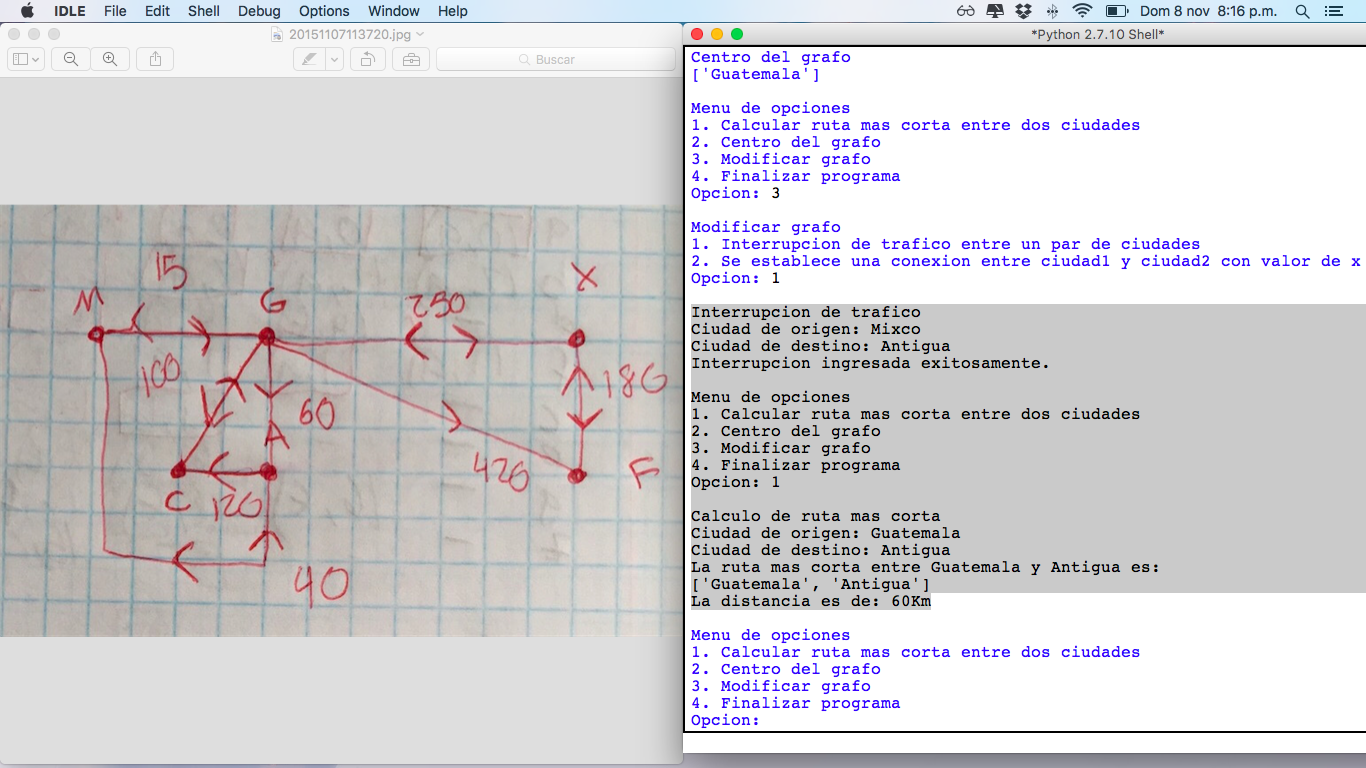 IDLE File Edit Shell Debug Options Window Help Dom 8 nov 8:16 p.m.
20151107113720.jpg
Buscar
15
M
G
250
X
100
180
60
A
C
120
420
F
40
*Python 2.7.10 Shell*
Centro del grafo
['Guatemala']
Menu de opciones
1. Calcular ruta mas corta entre dos ciudades
2. Centro del grafo
3. Modificar grafo
4. Finalizar programa
Opcion: 3
Modificar grafo
1. Interrupcion de trafico entre un par de ciudades
2. Se establece una conexion entre ciudad1 y ciudad2 con valor de x
Opcion: 1
Interrupcion de trafico
Ciudad de origen: Mixco
Ciudad de destino: Antigua
Interrupcion ingresada exitosamente.
Menu de opciones
1. Calcular ruta mas corta entre dos ciudades
2. Centro del grafo
3. Modificar grafo
4. Finalizar programa
Opcion: 1
Calculo de ruta mas corta
Ciudad de origen: Guatemala
Ciudad de destino: Antigua
La ruta mas corta entre Guatemala y Antigua es:
['Guatemala', 'Antigua']
La distancia es de: 60Km
Menu de opciones
1. Calcular ruta mas corta entre dos ciudades
2. Centro del grafo
3. Modificar grafo
4. Finalizar programa
Opcion: